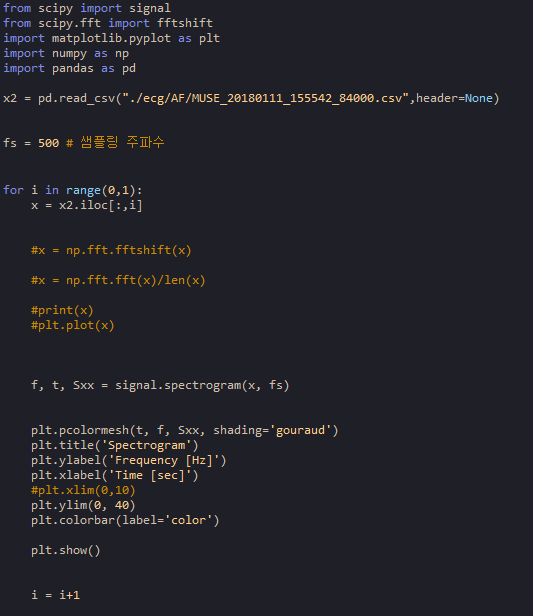 from scipy import signal
from scipy.fft import fftshift
import matplotlib.pyplot as plt
import numpy as np
import pandas as pd
x2 = pd.read_csv("./ecg/AF/MUSE_20180111_155542_84000.csv",header=None)
fs = 500 # 샘플링 주파수
for i in range(0,1):
    x = x2.iloc[:,i]
    #x = np.fft.fftshift(x)
    #x = np.fft.fft(x)/len(x)
    #print(x)
    #plt.plot(x)
    f, t, Sxx = signal.spectrogram(x, fs)
    plt.pcolormesh(t, f, Sxx, shading='gouraud')
    plt.title('Spectrogram')
    plt.ylabel('Frequency [Hz]')
    plt.xlabel('Time [sec]')
    #plt.xlim(0,10)
    plt.ylim(0, 40)
    plt.colorbar(label='color')
    plt.show()
    i = i+1